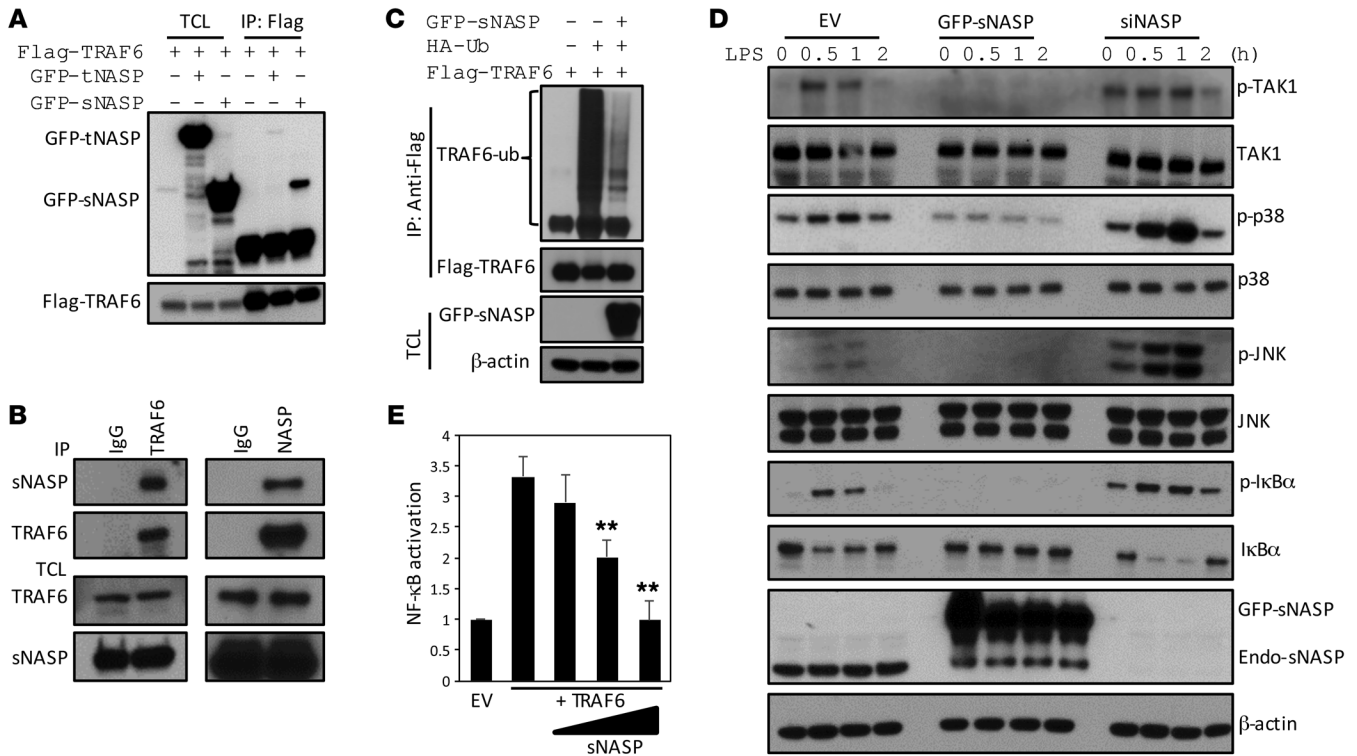 A
TCL IP: Flag
Flag-TRAF6 + + + + + +
GFP-tNASP – + – – + –
GFP-sNASP – – + – – +
GFP-tNASP
GFP-sNASP
Flag-TRAF6
B
IP IgG TRAF6 IgG NASP
sNASP
TRAF6
TCL
TRAF6
sNASP
C
GFP-sNASP – – +
HA-Ub – + +
Flag-TRAF6 + + +
IP: Anti-Flag
TRAF6-ub
Flag-TRAF6
TCL
GFP-sNASP
β-actin
E
NF-κB activation
4
3.5
3
2.5
2
1.5
1
0.5
0
**
**
EV + TRAF6
sNASP
D
EV GFP-sNASP siNASP
LPS 0 0.5 1 2 0 0.5 1 2 0 0.5 1 2 (h)
p-TAK1
TAK1
p-p38
p38
p-JNK
JNK
p-IκBα
IκBα
GFP-sNASP
Endo-sNASP
β-actin